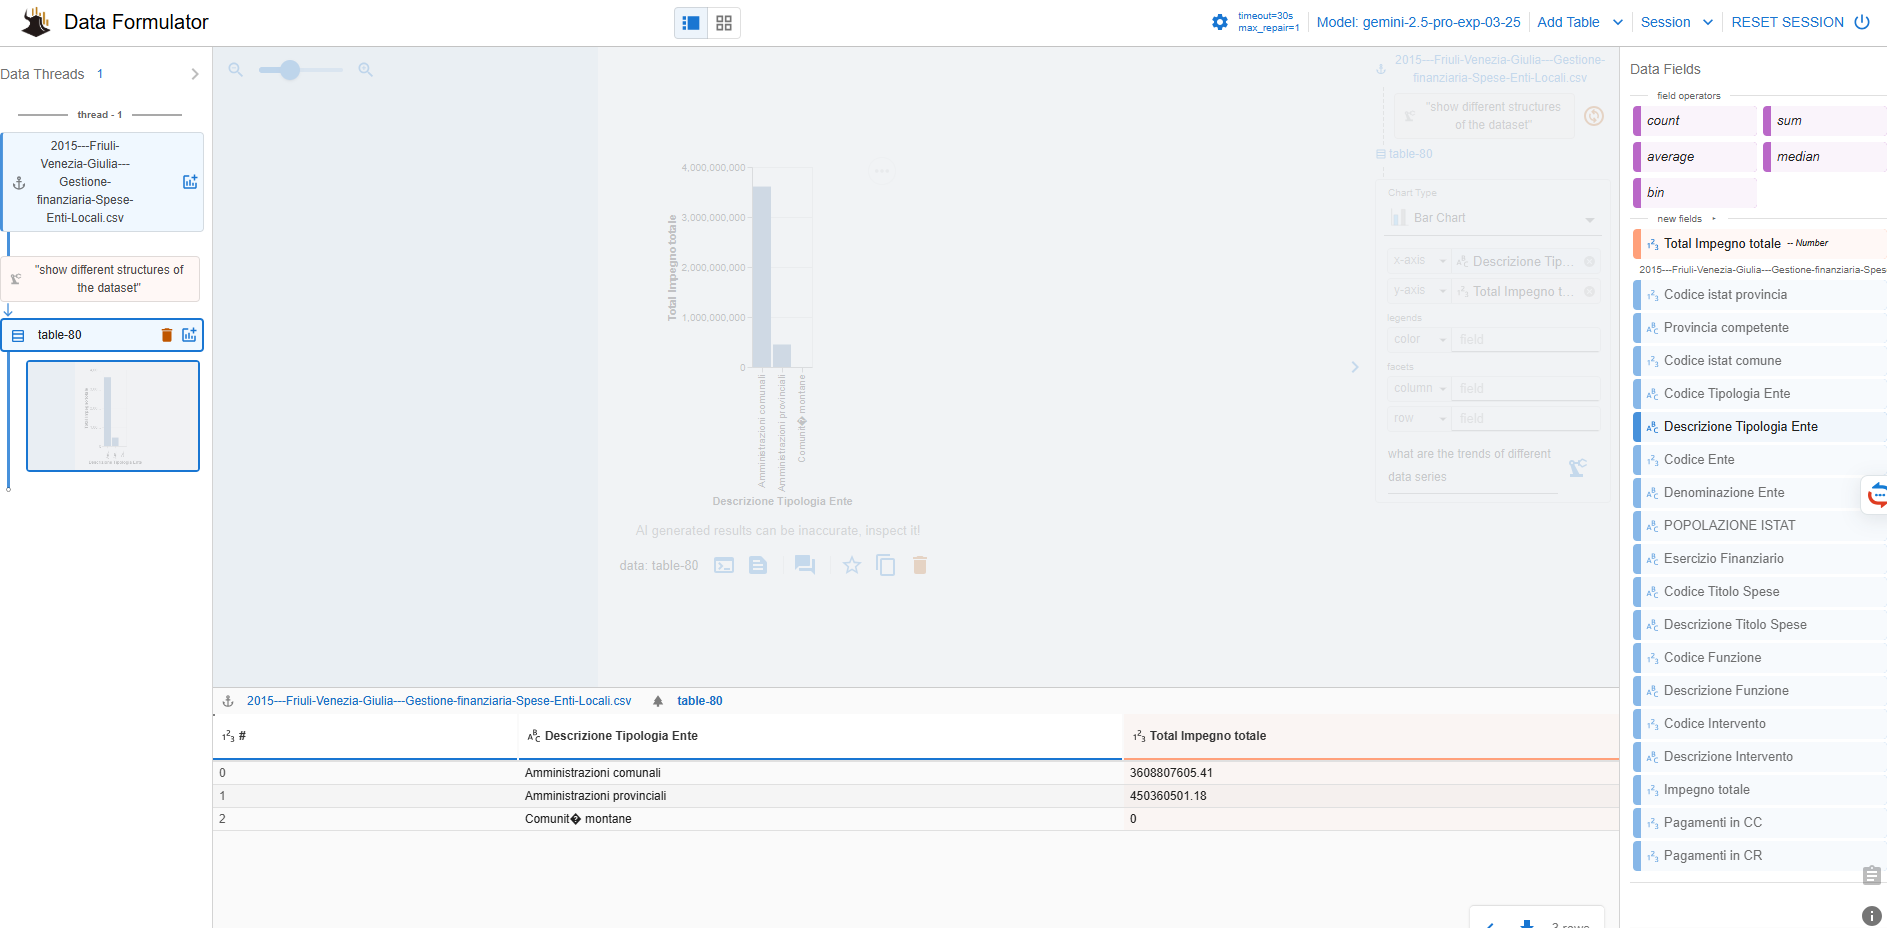 Data Formulator
timeout=30s
max_repair=1
Model: gemini-2.5-pro-exp-03-25
Add Table
Session
RESET SESSION
Data Threads 1
thread - 1
2015---Friuli-
Venezia-Giulia---
Gestione-
finanziaria-Spese-
Enti-Locali.csv
"show different structures of
the dataset"
table-80
4,000,000,000
3,000,000,000
2,000,000,000
1,000,000,000
0
Total Impegno totale
Amministrazioni comunali
Amministrazioni provinciali
Comunit� montane
Descrizione Tipologia Ente
AI generated results can be inaccurate, inspect it!
data: table-80
2015---Friuli-Venezia-Giulia---Gestione-
finanziaria-Spese-Enti-Locali.csv
"show different structures
of the dataset"
table-80
Chart Type
Bar Chart
x-axis
Descrizione Tip...
y-axis
Total Impegno t...
legends
color
field
facets
column
field
row
field
what are the trends of different
data series
2015---Friuli-Venezia-Giulia---Gestione-finanziaria-Spese-Enti-Locali.csv
table-80
#
Descrizione Tipologia Ente
Total Impegno totale
0
Amministrazioni comunali
3608807605.41
1
Amministrazioni provinciali
450360501.18
2
Comunit� montane
0
3 rows
Data Fields
field operators
count
sum
average
median
bin
new fields
Total Impegno totale -- Number
2015---Friuli-Venezia-Giulia---Gestione-finanziaria-Spes
Codice istat provincia
Provincia competente
Codice istat comune
Codice Tipologia Ente
Descrizione Tipologia Ente
Codice Ente
Denominazione Ente
POPOLAZIONE ISTAT
Esercizio Finanziario
Codice Titolo Spese
Descrizione Titolo Spese
Codice Funzione
Descrizione Funzione
Codice Intervento
Descrizione Intervento
Impegno totale
Pagamenti in CC
Pagamenti in CR